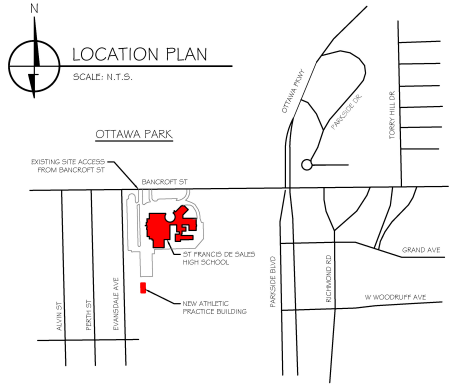 N
LOCATION PLAN
SCALE: N.T.S.
OTTAWA PKWY
PARKSIDE DR.
TORRY HILL DR.
OTTAWA PARK
EXISTING SITE ACCESS
FROM BANCROFT ST
BANCROFT ST
ST FRANCIS DE SALES
HIGH SCHOOL
GRAND AVE
NEW ATHLETIC
PRACTICE BUILDING
W WOODRUFF AVE
ALVIN ST
PERTH ST
EVANSDALE AVE
PARKSIDE BLVD
RICHMOND RD